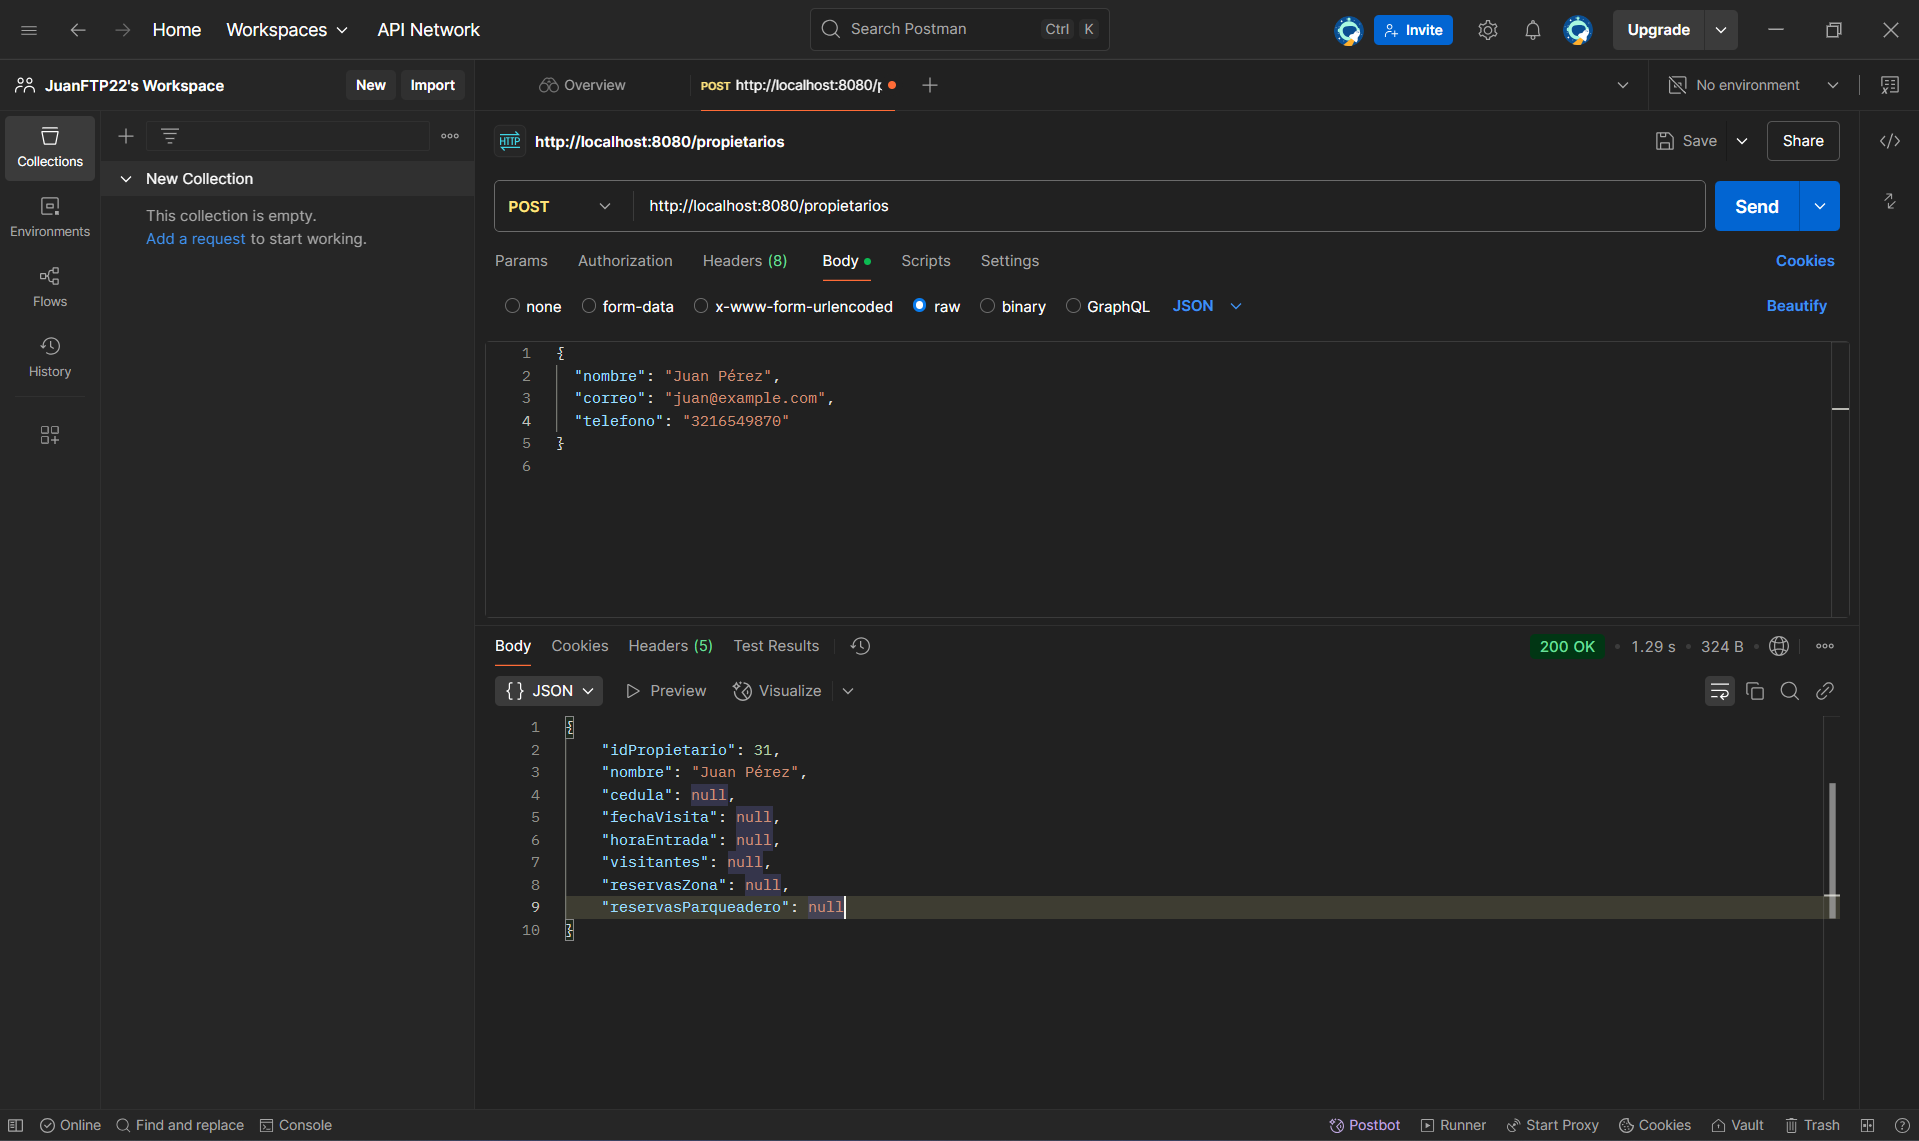 Home Workspaces API Network Search Postman Ctrl K Invite Upgrade
JuanFTP22's Workspace New Import Overview POST http://localhost:8080/p No environment
Collections
Environments
Flows
History
New Collection
This collection is empty.
Add a request to start working.
HTTP http://localhost:8080/propietarios Save Share
POST http://localhost:8080/propietarios Send
Params Authorization Headers (8) Body Scripts Settings Cookies
none form-data x-www-form-urlencoded raw binary GraphQL JSON Beautify
1 {
2 "nombre": "Juan Pérez",
3 "correo": "juan@example.com",
4 "telefono": "3216549870"
5 }
6
Body Cookies Headers (5) Test Results 200 OK • 1.29 s • 324 B
{} JSON Preview Visualize
1 {
2 "idPropietario": 31,
3 "nombre": "Juan Pérez",
4 "cedula": null,
5 "fechaVisita": null,
6 "horaEntrada": null,
7 "visitantes": null,
8 "reservasZona": null,
9 "reservasParqueadero": null
10 }
Online Find and replace Console Postbot Runner Start Proxy Cookies Vault Trash